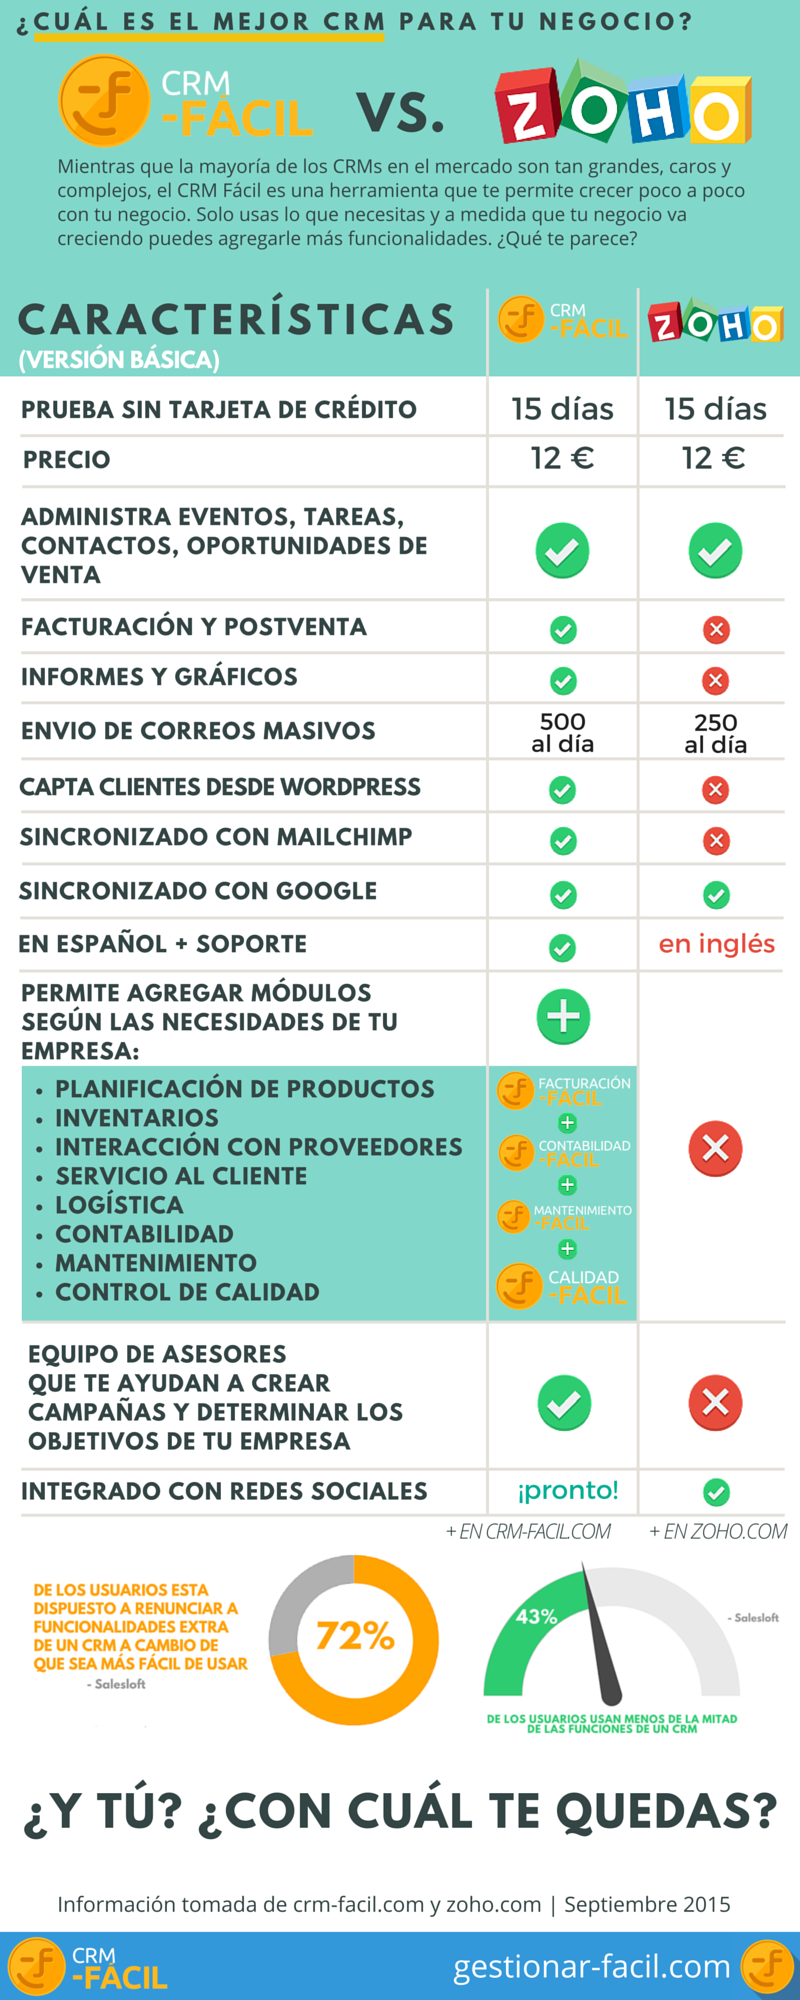 ¿CUÁL ES EL MEJOR CRM PARA TU NEGOCIO?
CRM
-FÁCIL
VS.
ZOHO
Mientras que la mayoría de los CRMs en el mercado son tan grandes, caros y
complejos, el CRM Fácil es una herramienta que te permite crecer poco a poco
con tu negocio. Solo usas lo que necesitas y a medida que tu negocio va
creciendo puedes agregarle más funcionalidades. ¿Qué te parece?
CARACTERÍSTICAS
(VERSIÓN BÁSICA)
CRM
-FÁCIL
ZOHO
PRUEBA SIN TARJETA DE CRÉDITO
15 días
15 días
PRECIO
12 €
12 €
ADMINISTRA EVENTOS, TAREAS,
CONTACTOS, OPORTUNIDADES DE
VENTA
FACTURACIÓN Y POSTVENTA
INFORMES Y GRÁFICOS
ENVIO DE CORREOS MASIVOS
500
al día
250
al día
CAPTA CLIENTES DESDE WORDPRESS
SINCRONIZADO CON MAILCHIMP
SINCRONIZADO CON GOOGLE
EN ESPAÑOL + SOPORTE
en inglés
PERMITE AGREGAR MÓDULOS
SEGÚN LAS NECESIDADES DE TU
EMPRESA:
• PLANIFICACIÓN DE PRODUCTOS
• INVENTARIOS
• INTERACCIÓN CON PROVEEDORES
• SERVICIO AL CLIENTE
• LOGÍSTICA
• CONTABILIDAD
• MANTENIMIENTO
• CONTROL DE CALIDAD
FACTURACIÓN
-FÁCIL
+
CONTABILIDAD
-FÁCIL
+
MANTENIMIENTO
-FÁCIL
+
CALIDAD
-FÁCIL
EQUIPO DE ASESORES
QUE TE AYUDAN A CREAR
CAMPAÑAS Y DETERMINAR LOS
OBJETIVOS DE TU EMPRESA
INTEGRADO CON REDES SOCIALES
¡pronto!
+ EN CRM-FACIL.COM
+ EN ZOHO.COM
DE LOS USUARIOS ESTA
DISPUESTO A RENUNCIAR A
FUNCIONALIDADES EXTRA
DE UN CRM A CAMBIO DE
QUE SEA MÁS FÁCIL DE USAR
- Salesloft
72%
43%
- Salesloft
DE LOS USUARIOS USAN MENOS DE LA MITAD
DE LAS FUNCIONES DE UN CRM
¿Y TÚ? ¿CON CUÁL TE QUEDAS?
Información tomada de crm-facil.com y zoho.com | Septiembre 2015
CRM
-FÁCIL
gestionar-facil.com